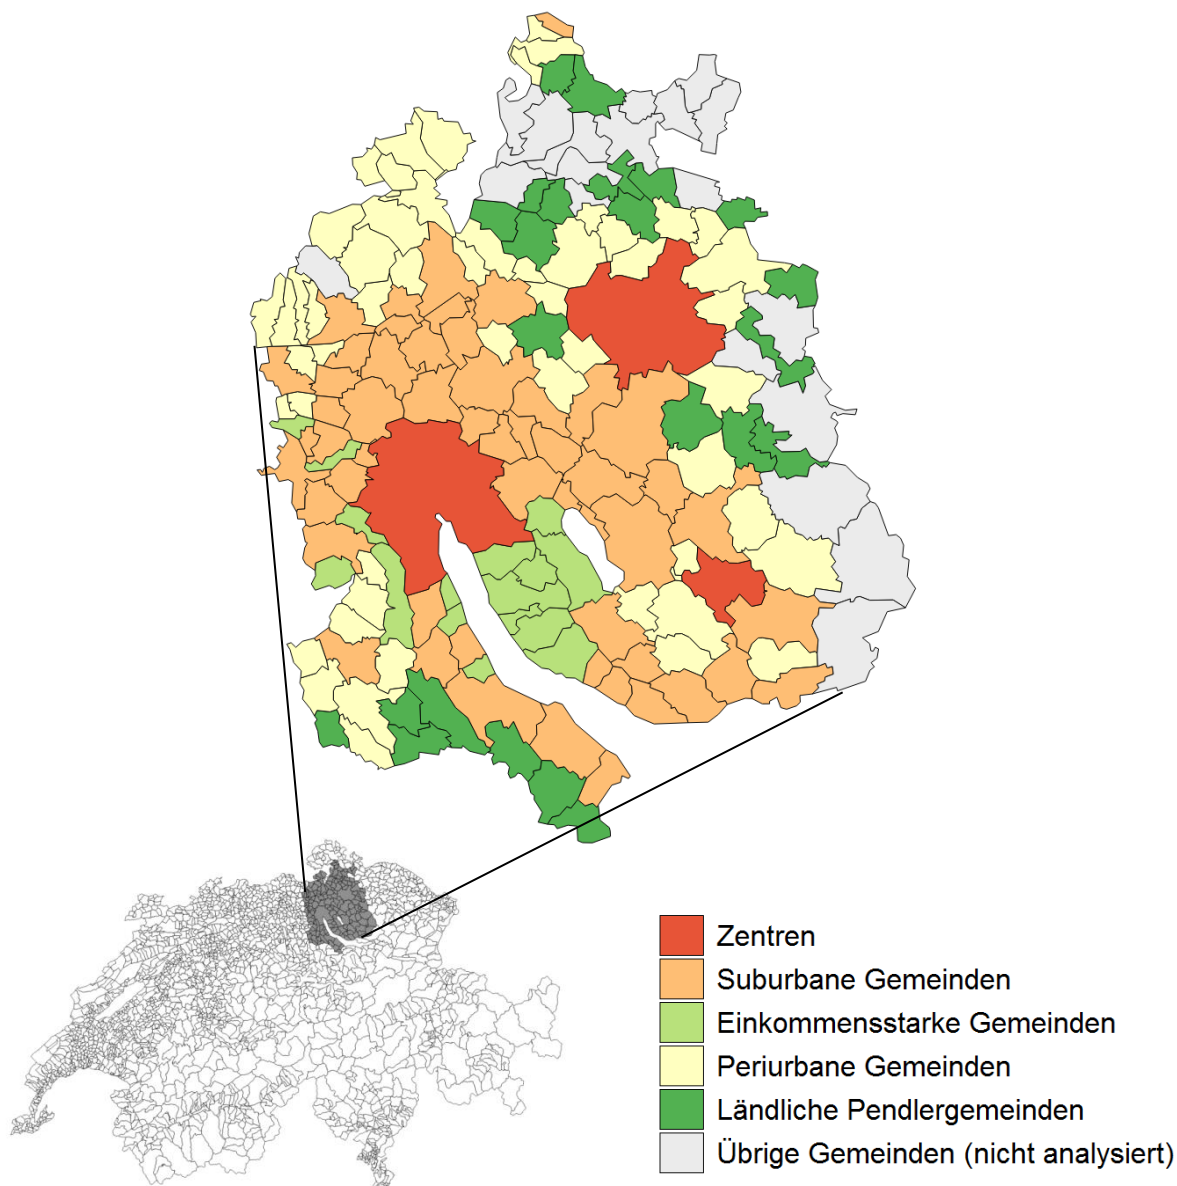 Zentren
Suburbane Gemeinden
Einkommensstarke Gemeinden
Periurbane Gemeinden
Ländliche Pendlergemeinden
Übrige Gemeinden (nicht analysiert)